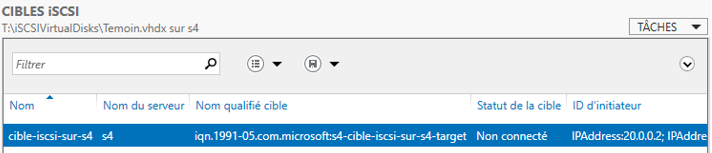 CIBLES iSCSI
T:\iSCSIVirtualDisks\Temoin.vhdx sur s4
TÂCHES
Filtrer
Nom Nom du serveur Nom qualifié cible Statut de la cible ID d'initiateur
cible-iscsi-sur-s4 s4 iqn.1991-05.com.microsoft:s4-cible-iscsi-sur-s4-target Non connecté IPAddress:20.0.0.2; IPAddre